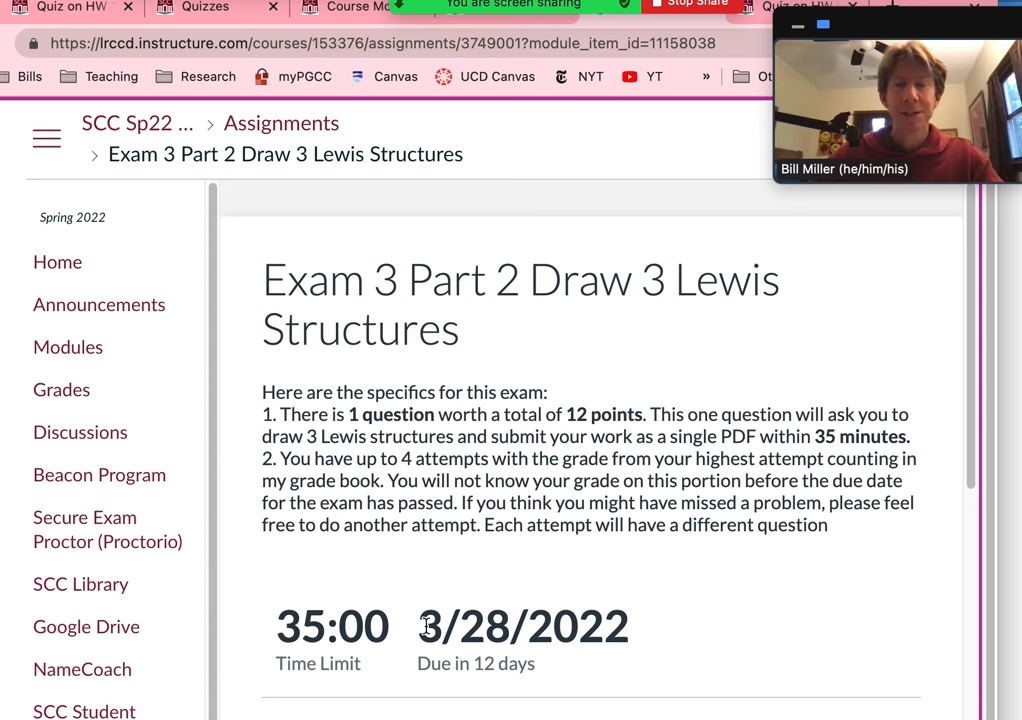 Quiz on HW
Quizzes
Course Mo
You are screen sharing
Stop Share
Quiz on HW
https://lrccd.instructure.com/courses/153376/assignments/3749001?module_item_id=11158038
Bills Teaching Research myPGCC Canvas UCD Canvas NYT YT » Ot
Bill Miller (he/him/his)
SCC Sp22 ... > Assignments
> Exam 3 Part 2 Draw 3 Lewis Structures
Spring 2022
Home
Announcements
Modules
Grades
Discussions
Beacon Program
Secure Exam
Proctor (Proctorio)
SCC Library
Google Drive
NameCoach
SCC Student
Exam 3 Part 2 Draw 3 Lewis
Structures
Here are the specifics for this exam:
1. There is 1 question worth a total of 12 points. This one question will ask you to
draw 3 Lewis structures and submit your work as a single PDF within 35 minutes.
2. You have up to 4 attempts with the grade from your highest attempt counting in
my grade book. You will not know your grade on this portion before the due date
for the exam has passed. If you think you might have missed a problem, please feel
free to do another attempt. Each attempt will have a different question
35:00 3/28/2022
Time Limit Due in 12 days